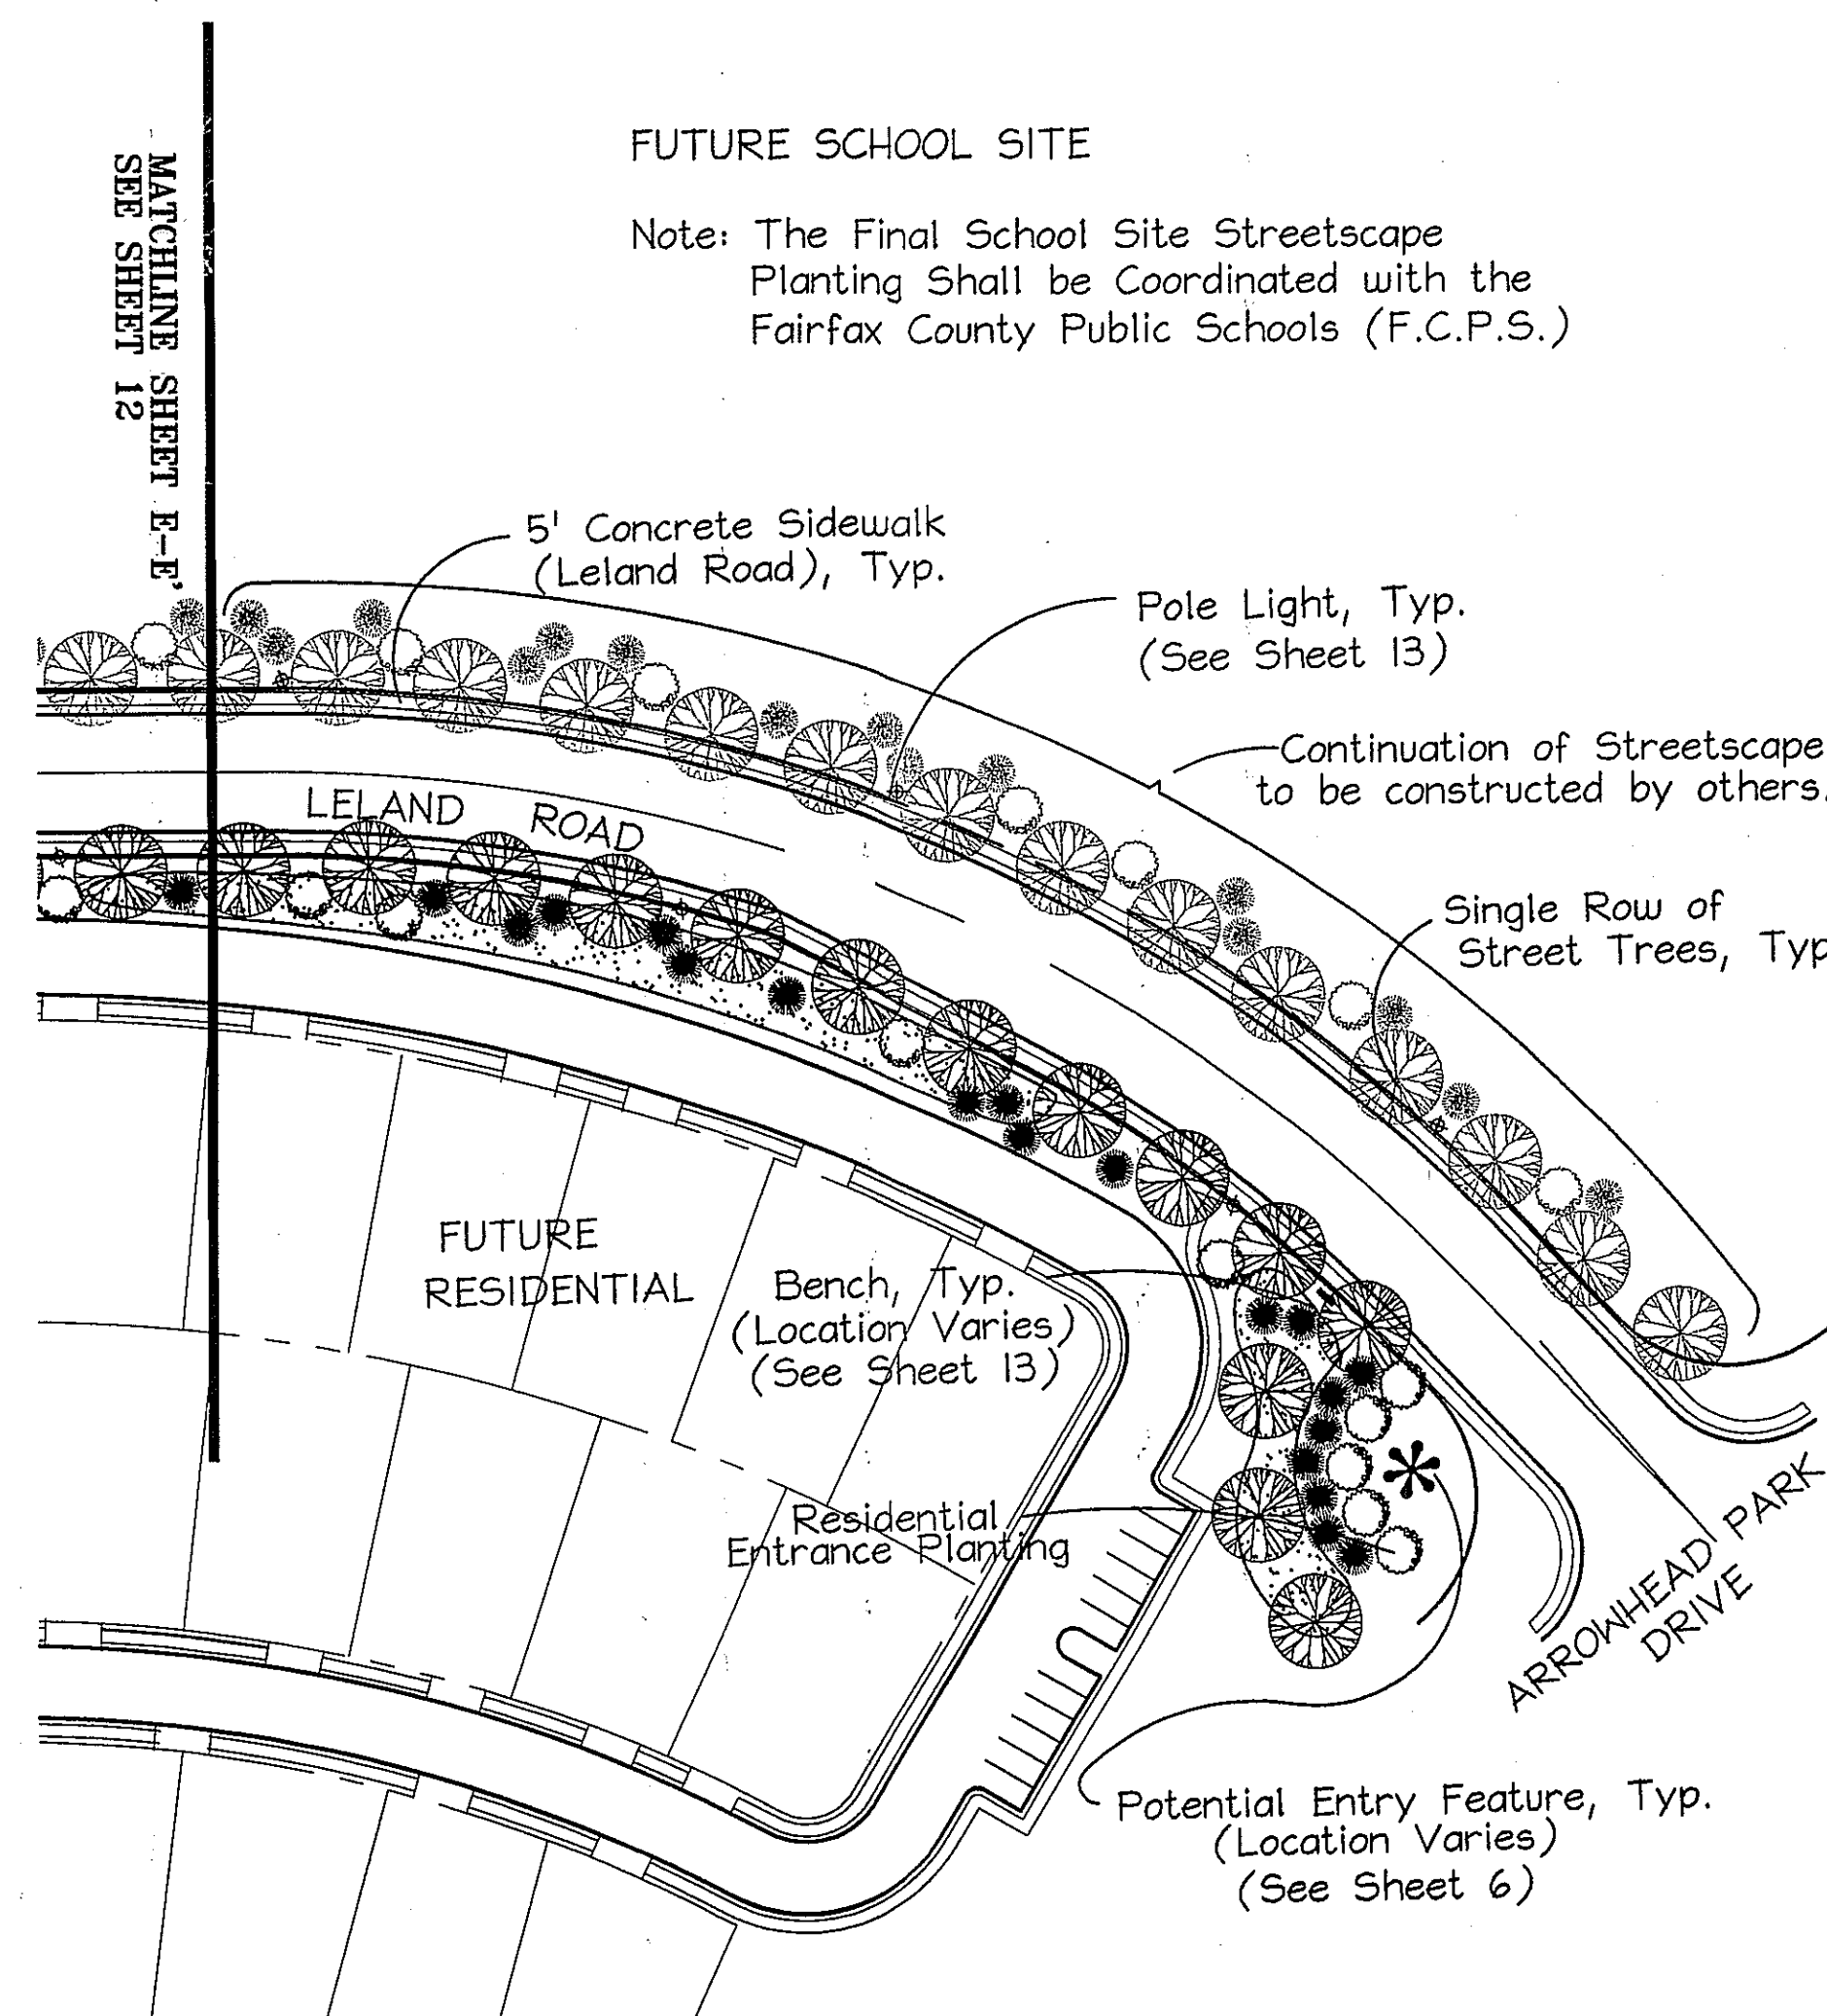 MATCHLINE SHEET E-E'
SEE SHEET 12
FUTURE SCHOOL SITE
Note: The Final School Site Streetscape
Planting Shall be Coordinated with the
Fairfax County Public Schools (F.C.P.S.)
5' Concrete Sidewalk
(Leland Road), Typ.
Pole Light, Typ.
(See Sheet 13)
Continuation of Streetscape
to be constructed by others.
LELAND ROAD
Single Row of
Street Trees, Typ
FUTURE
RESIDENTIAL
Bench, Typ.
(Location Varies)
(See Sheet 13)
Residential
Entrance Planting
ARROWHEAD PARK
DRIVE
Potential Entry Feature, Typ.
(Location Varies)
(See Sheet 6)